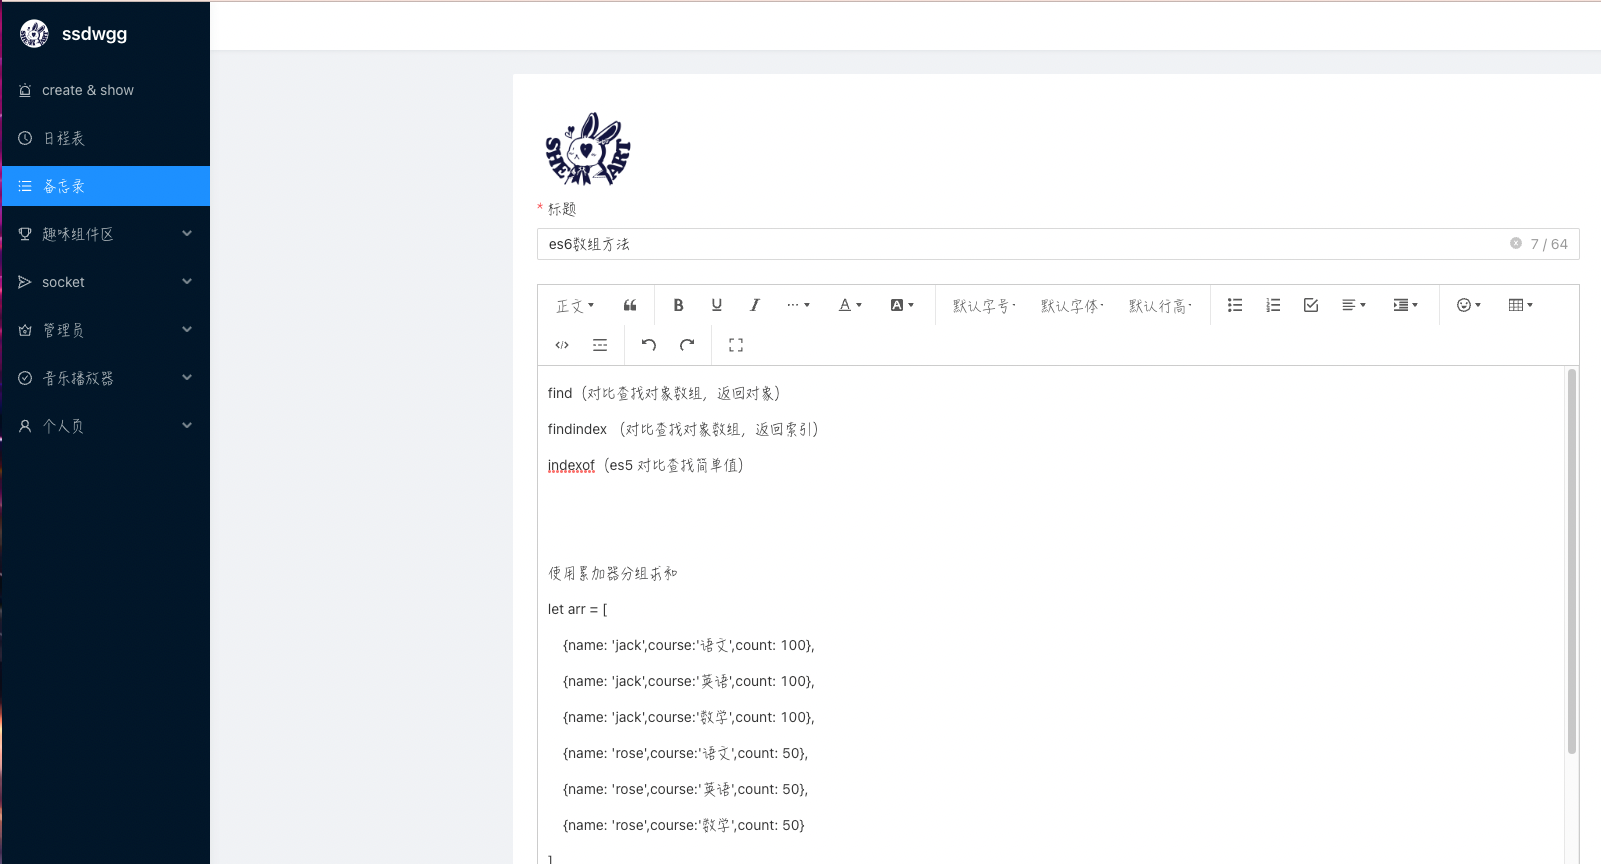 ssdwgg
create & show
日程表
备忘录
趣味组件区
socket
管理员
音乐播放器
个人页
SHE ART
* 标题
es6数组方法 7 / 64
正文 B U I ... A A 默认字号 默认字体 默认行高
find（对比查找对象数组，返回对象）
findindex （对比查找对象数组，返回索引）
indexof（es5 对比查找简单值）
使用累加器分组求和
let arr = [
{name: 'jack',course:'语文',count: 100},
{name: 'jack',course:'英语',count: 100},
{name: 'jack',course:'数学',count: 100},
{name: 'rose',course:'语文',count: 50},
{name: 'rose',course:'英语',count: 50},
{name: 'rose',course:'数学',count: 50}
]